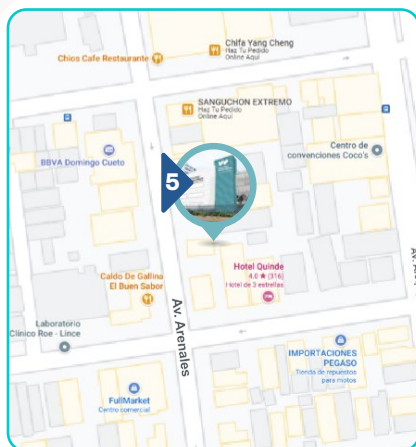 Chifa Yang Cheng
Haz Tu Pedido
Online Aquí
Chios Cafe Restaurante
SANGUCHON EXTREMO
Haz Tu Pedido
Online Aquí
BBVA Domingo Cueto
Centro de
convenciones Coco's
5
Hotel Quinde
4.0 ★ (316)
Hotel de 3 estrellas
Caldo De Gallina
El Buen Sabor
Av. Arenales
Laboratorio
Clínico Roe - Lince
IMPORTACIONES
PEGASO
Tienda de repuestos
para motos
FullMarket
Centro comercial